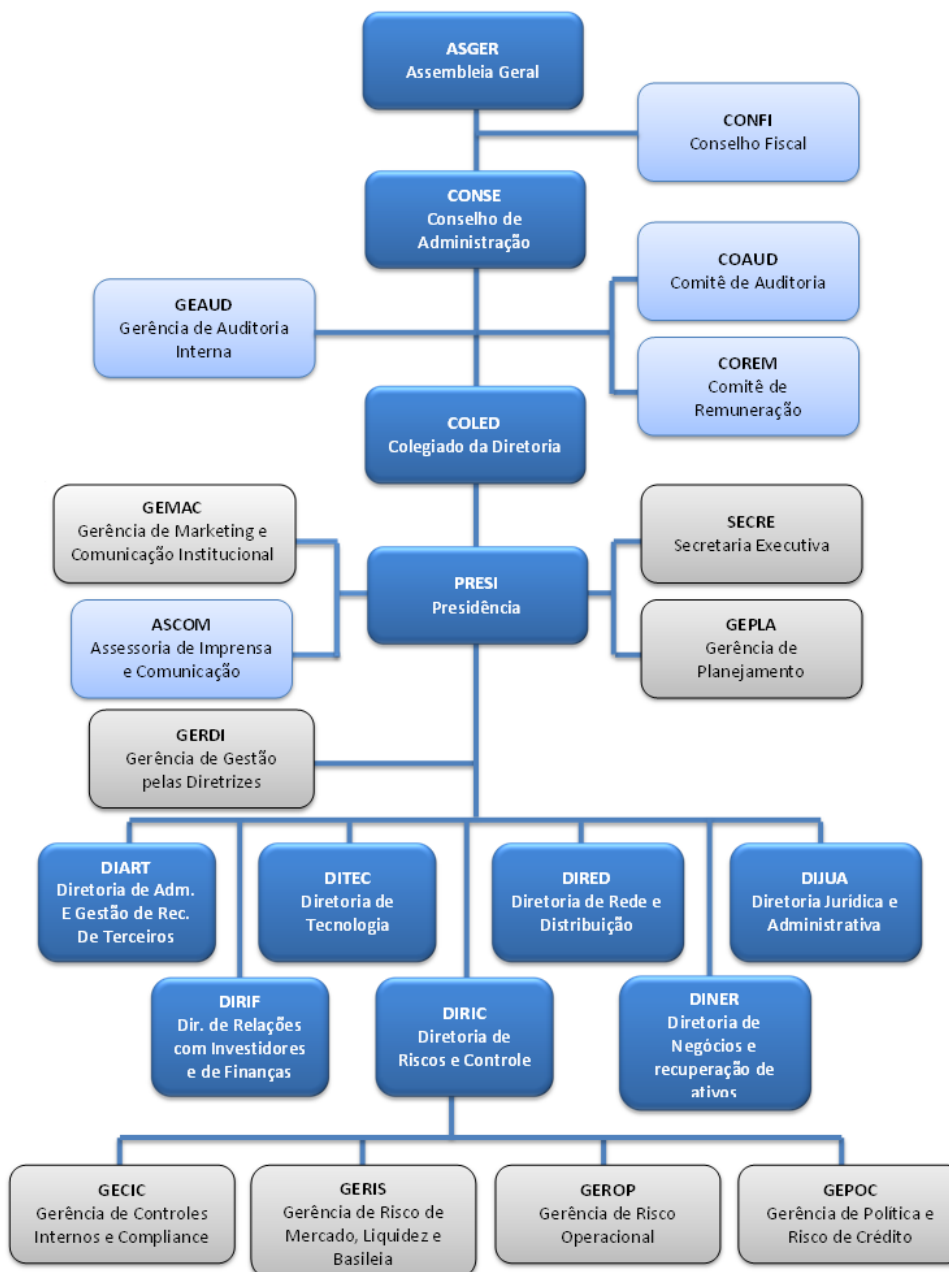 ASGER
Assembleia Geral
CONFI
Conselho Fiscal
CONSE
Conselho de
Administração
COAUD
Comitê de Auditoria
GEAUD
Gerência de Auditoria
Interna
COREM
Comitê de
Remuneração
COLED
Colegiado da Diretoria
GEMAC
Gerência de Marketing e
Comunicação Institucional
SECRE
Secretaria Executiva
PRESI
Presidência
ASCOM
Assessoria de Imprensa
e Comunicação
GEPLA
Gerência de
Planejamento
GERDI
Gerência de Gestão
pelas Diretrizes
DIART
Diretoria de Adm.
E Gestão de Rec.
De Terceiros
DITEC
Diretoria de
Tecnologia
DIRED
Diretoria de Rede e
Distribuição
DIJUA
Diretoria Jurídica e
Administrativa
DIRIF
Dir. de Relações
com Investidores
e de Finanças
DIRIC
Diretoria de
Riscos e Controle
DINER
Diretoria de
Negócios e
recuperação de
ativos
GECIC
Gerência de Controles
Internos e Compliance
GERIS
Gerência de Risco de
Mercado, Liquidez e
Basileia
GEROP
Gerência de Risco
Operacional
GEPOC
Gerência de Política e
Risco de Crédito